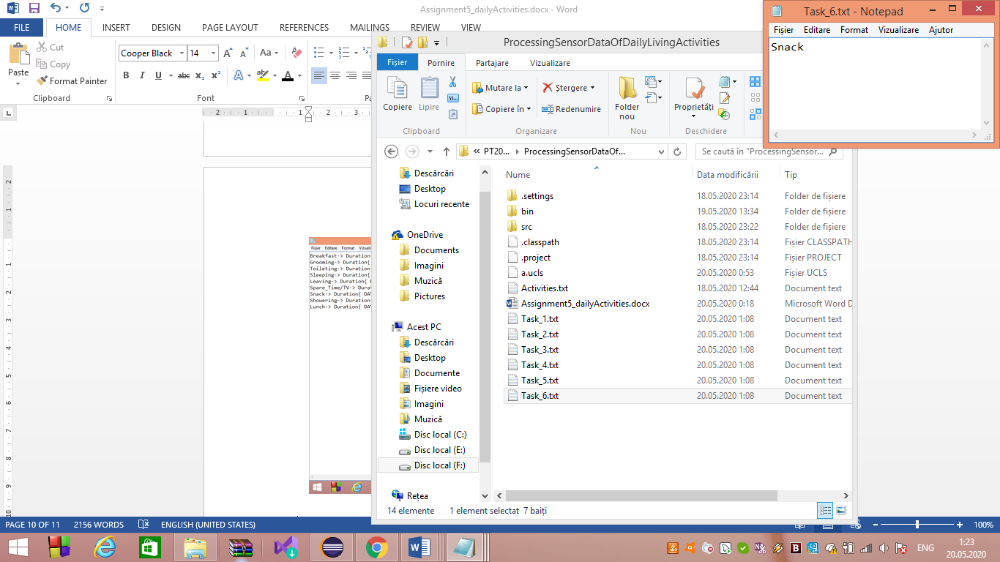 Assignment5_dailyActivities.docx - Word
FILE HOME INSERT DESIGN PAGE LAYOUT REFERENCES MAILINGS REVIEW VIEW
Paste
Cut
Copy
Format Painter
Clipboard
Cooper Black 14
Font
Task_6.txt - Notepad
Fișier Editare Format Vizualizare Ajutor
Snack
ProcessingSensorDataOfDailyLivingActivities
Fișier Pornire Partajare Vizualizare
Copiere
Lipire
Clipboard
Mutare la
Copiere în
Ștergere
Redenumire
Organizare
Folder
nou
Nou
Proprietăți
Deschidere
« PT20... ProcessingSensorDataOf...
Se caută în "ProcessingSensor...
Descărcări
Desktop
Locuri recente
OneDrive
Documents
Imagini
Muzică
Pictures
Acest PC
Descărcări
Desktop
Documente
Fișiere video
Imagini
Muzică
Disc local (C:)
Disc local (E:)
Disc local (F:)
Rețea
Nume Data modificării Tip
.settings 18.05.2020 23:14 Folder de fișiere
bin 19.05.2020 13:34 Folder de fișiere
src 18.05.2020 23:22 Folder de fișiere
.classpath 18.05.2020 23:14 Fișier CLASSPATH
.project 18.05.2020 23:14 Fișier PROJECT
a.ucls 20.05.2020 0:53 Fișier UCLS
Activities.txt 18.05.2020 12:44 Document text
Assignment5_dailyActivities.docx 20.05.2020 0:18 Microsoft Word D
Task_1.txt 20.05.2020 1:08 Document text
Task_2.txt 20.05.2020 1:08 Document text
Task_3.txt 20.05.2020 1:08 Document text
Task_4.txt 20.05.2020 1:08 Document text
Task_5.txt 20.05.2020 1:08 Document text
Task_6.txt 20.05.2020 1:08 Document text
14 elemente 1 element selectat 7 baiți
Fișier Editare Format
Breakfast-> Duration
Grooming-> Duration{
Toileting-> Duration
Sleeping-> Duration{
Leaving-> Duration{
Spare_Time/TV-> Durat
Snack-> Duration{ DAY
Showering-> Duration
Lunch-> Duration{ DAY
PAGE 10 OF 11 2156 WORDS ENGLISH (UNITED STATES)
100%
ENG
1:23
20.05.2020